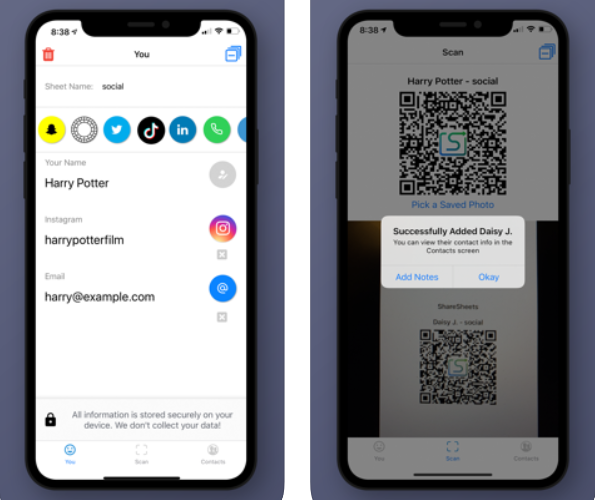 8:38
You
Sheet Name: social
Your Name
Harry Potter
Instagram
harrypotterfilm
Email
harry@example.com
All information is stored securely on your
device. We don't collect your data!
You
Scan
Contacts
8:38
Scan
Harry Potter - social
Pick a Saved Photo
Successfully Added Daisy J.
You can view their contact info in the
Contacts screen
Add Notes
Okay
ShareSheets
Daisy J. - social
You
Scan
Contacts